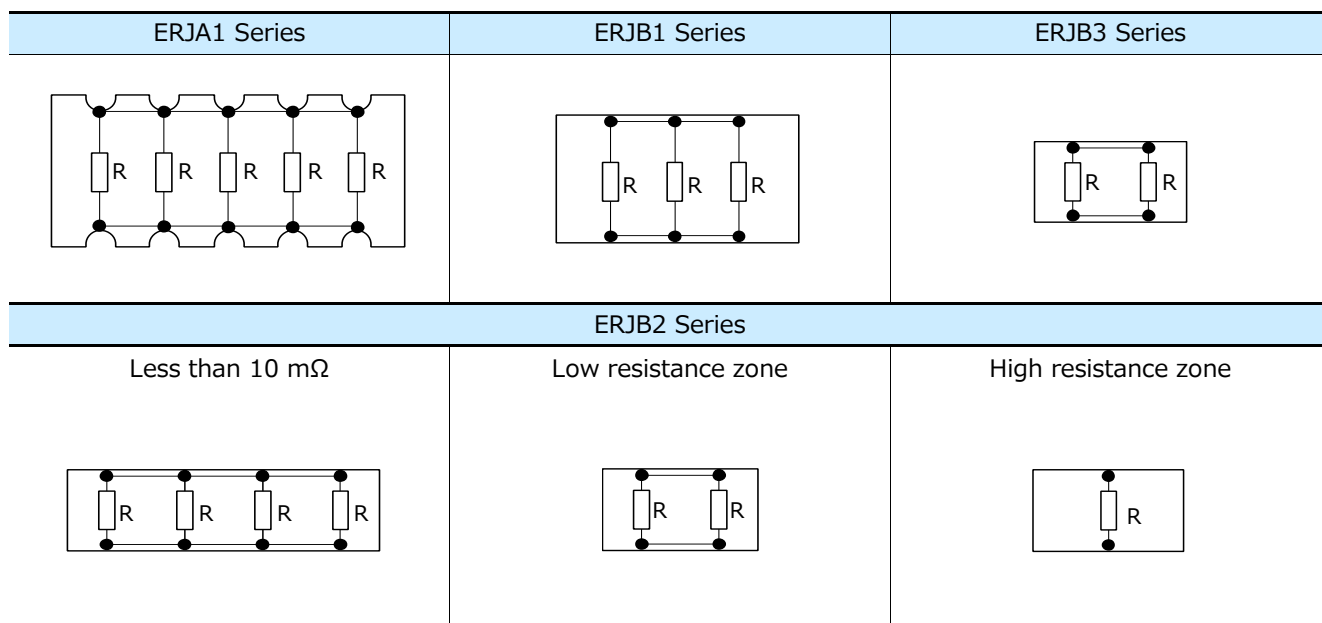 ERJA1 Series
ERJB1 Series
ERJB3 Series
R R R R R
R R R
R R
ERJB2 Series
Less than 10 mΩ
Low resistance zone
High resistance zone
R R R R
R R
R